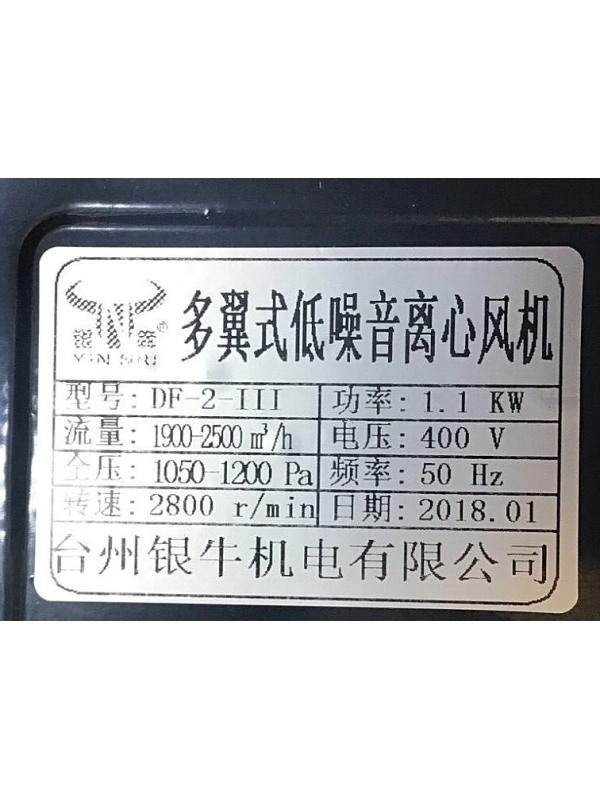 银 牛®
YIN NIU
多翼式低噪音离心风机
型号: DF-2-III 功率: 1.1 KW
流量: 1900-2500 m³/h 电压: 400 V
全压: 1050-1200 Pa 频率: 50 Hz
转速: 2800 r/min 日期: 2018.01
台州银牛机电有限公司